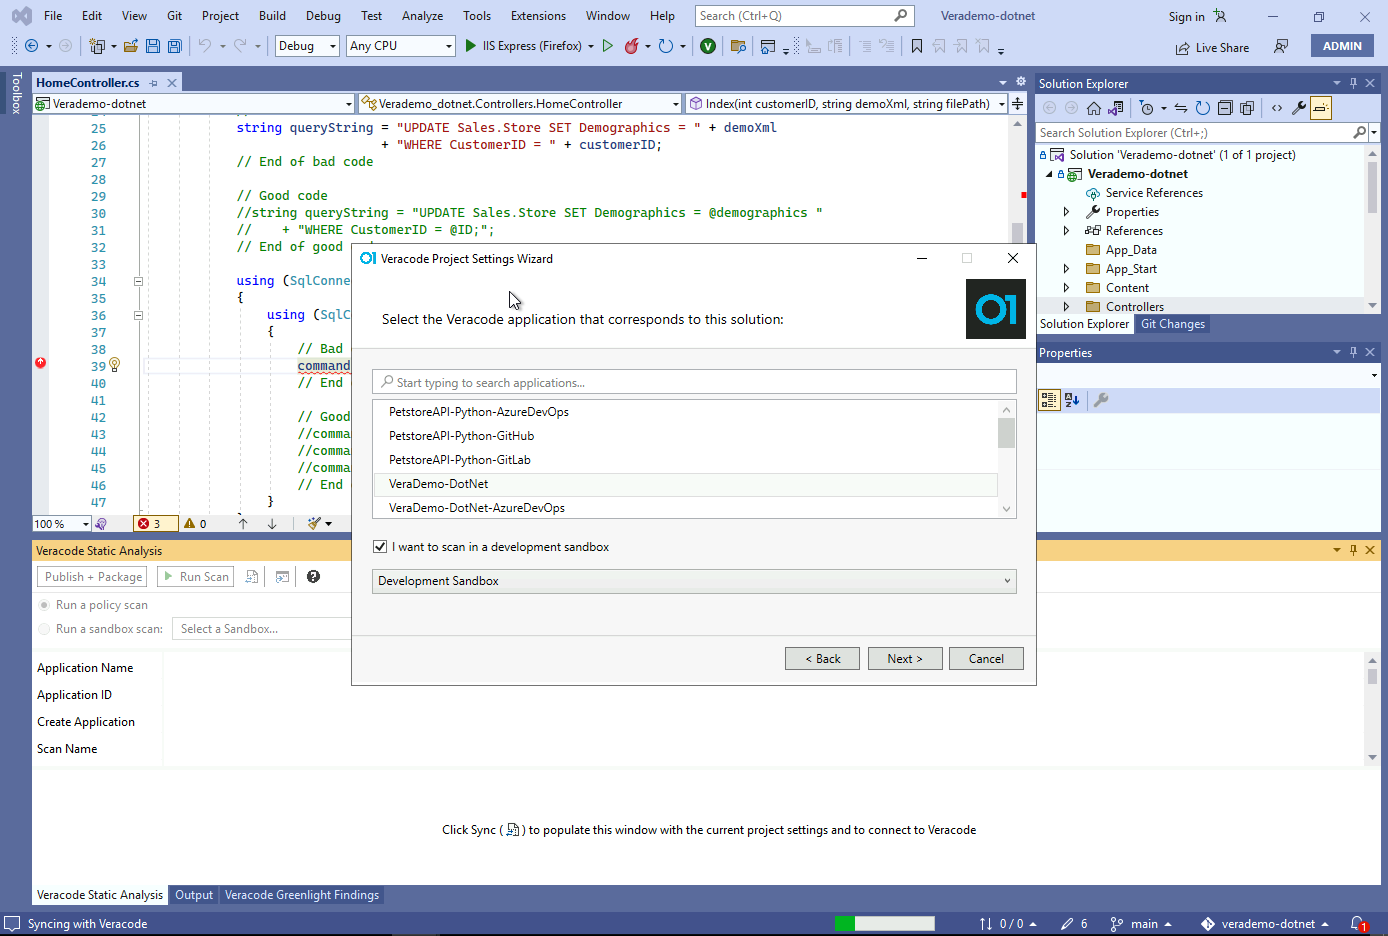 File Edit View Git Project Build Debug Test Analyze Tools Extensions Window Help Search (Ctrl+Q) Verademo-dotnet Sign in
Debug Any CPU IIS Express (Firefox) Live Share ADMIN
Toolbox
HomeController.cs
Verademo-dotnet Verademo_dotnet.Controllers.HomeController Index(int customerID, string demoXml, string filePath)
25 string queryString = "UPDATE Sales.Store SET Demographics = " + demoXml
26 + "WHERE CustomerID = " + customerID;
27 // End of bad code
28
29 // Good code
30 //string queryString = "UPDATE Sales.Store SET Demographics = @demographics "
31 // + "WHERE CustomerID = @ID;";
32 // End of good
33
34 using (SqlConne
35 {
36 using (SqlC
37 {
38 // Bad
39 command
40 // End
41
42 // Good
43 //comma
44 //comma
45 //comma
46 // End
47 }
100 % 3 0
Solution Explorer
Search Solution Explorer (Ctrl+;)
Solution 'Verademo-dotnet' (1 of 1 project)
Verademo-dotnet
Service References
Properties
References
App_Data
App_Start
Content
Controllers
Solution Explorer Git Changes
Properties
Veracode Project Settings Wizard
Select the Veracode application that corresponds to this solution:
01
Start typing to search applications...
PetstoreAPI-Python-AzureDevOps
PetstoreAPI-Python-GitHub
PetstoreAPI-Python-GitLab
VeraDemo-DotNet
VeraDemo-DotNet-AzureDevOps
I want to scan in a development sandbox
Development Sandbox
< Back Next > Cancel
Veracode Static Analysis
Publish + Package Run Scan
Run a policy scan
Run a sandbox scan: Select a Sandbox...
Application Name
Application ID
Create Application
Scan Name
Click Sync ( ) to populate this window with the current project settings and to connect to Veracode
Veracode Static Analysis Output Veracode Greenlight Findings
Syncing with Veracode 0 / 0 6 main verademo-dotnet 1